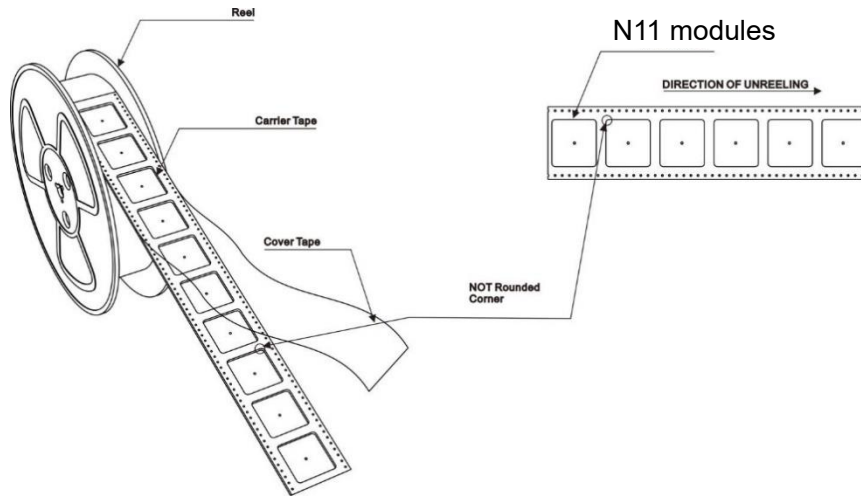 Reel
N11 modules
DIRECTION OF UNREELING
Carrier Tape
Cover Tape
NOT Rounded
Corner